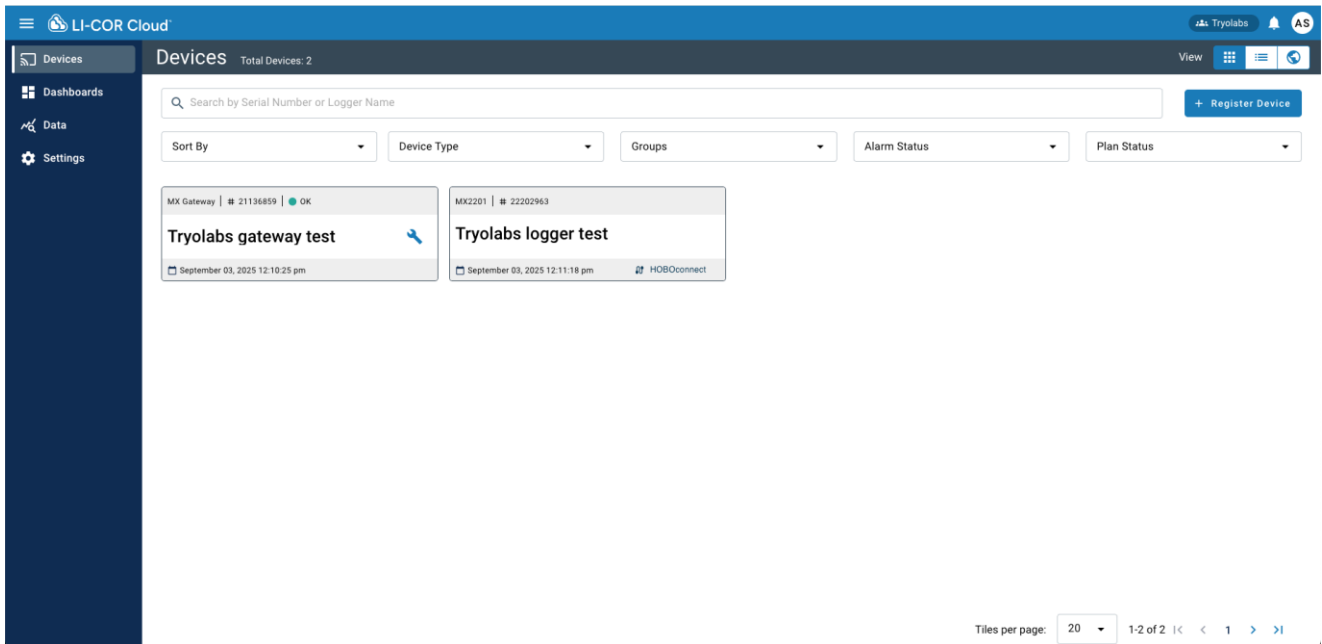 LI-COR Cloud
Tryolabs
AS
Devices
Dashboards
Data
Settings
Devices Total Devices: 2
View
Search by Serial Number or Logger Name
+ Register Device
Sort By
Device Type
Groups
Alarm Status
Plan Status
MX Gateway | # 21136859 | OK
Tryolabs gateway test
September 03, 2025 12:10:25 pm
MX2201 | # 22202963
Tryolabs logger test
September 03, 2025 12:11:18 pm HOBOconnect
Tiles per page: 20 1-2 of 2 |< < 1 > >|